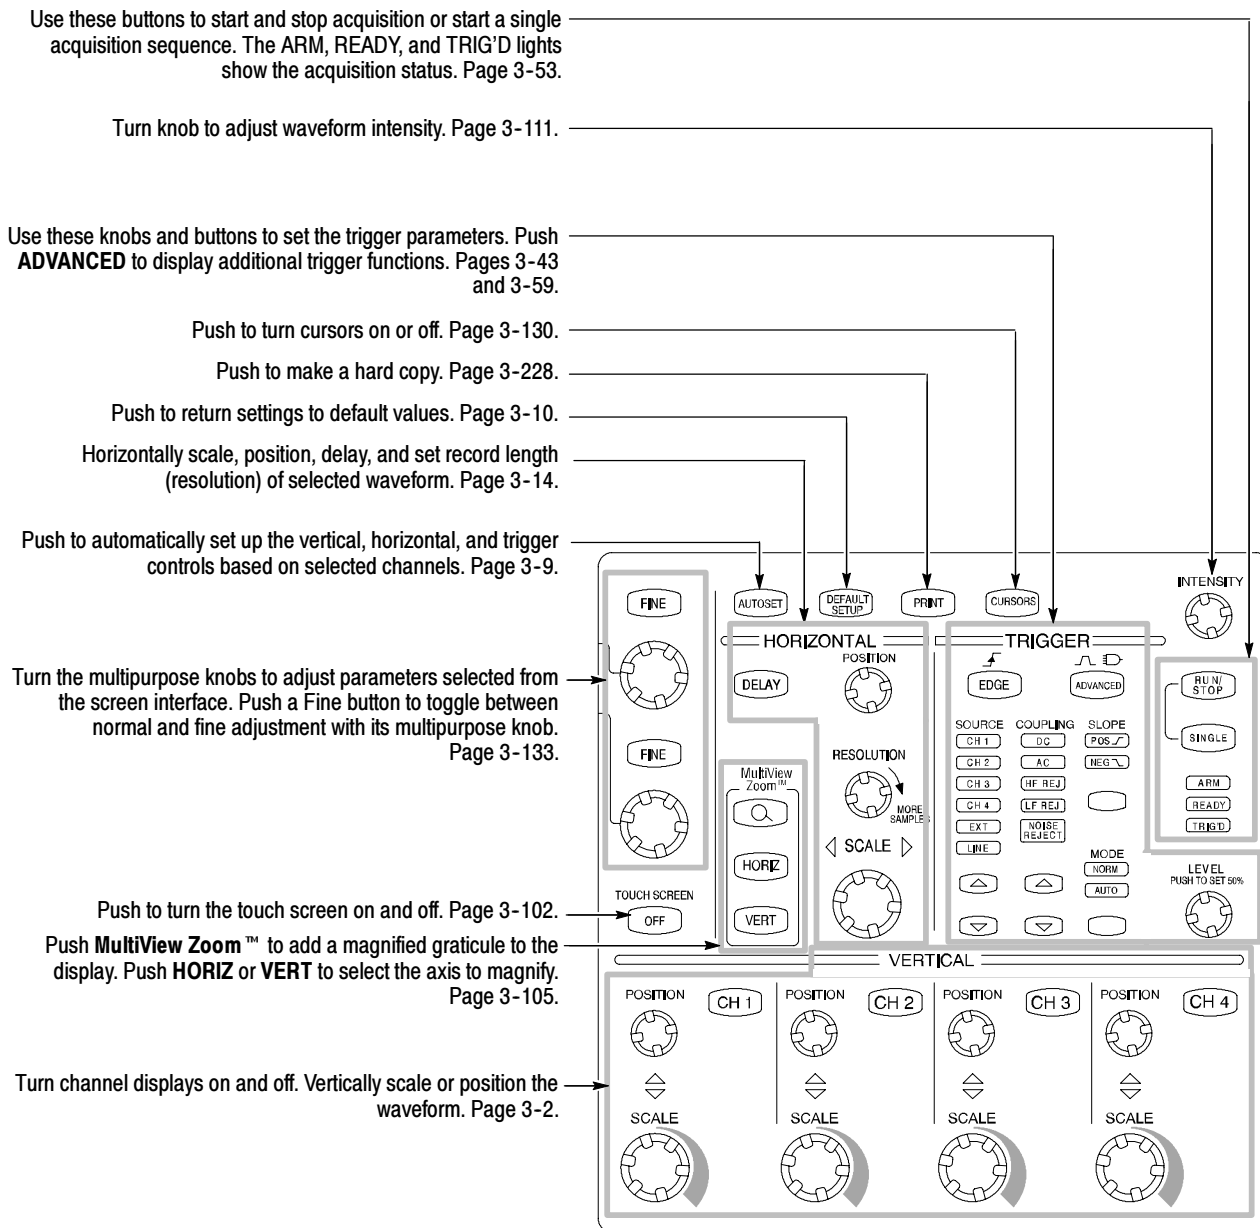 Use these buttons to start and stop acquisition or start a single
acquisition sequence. The ARM, READY, and TRIG'D lights
show the acquisition status. Page 3-53.
Turn knob to adjust waveform intensity. Page 3-111.
Use these knobs and buttons to set the trigger parameters. Push
ADVANCED to display additional trigger functions. Pages 3-43
and 3-59.
Push to turn cursors on or off. Page 3-130.
Push to make a hard copy. Page 3-228.
Push to return settings to default values. Page 3-10.
Horizontally scale, position, delay, and set record length
(resolution) of selected waveform. Page 3-14.
Push to automatically set up the vertical, horizontal, and trigger
controls based on selected channels. Page 3-9.
Turn the multipurpose knobs to adjust parameters selected from
the screen interface. Push a Fine button to toggle between
normal and fine adjustment with its multipurpose knob.
Page 3-133.
Push to turn the touch screen on and off. Page 3-102.
Push MultiView Zoom™ to add a magnified graticule to the
display. Push HORIZ or VERT to select the axis to magnify.
Page 3-105.
Turn channel displays on and off. Vertically scale or position the
waveform. Page 3-2.
FINE
FINE
TOUCH SCREEN
OFF
AUTOSET
DEFAULT
SETUP
PRINT
CURSORS
INTENSITY
HORIZONTAL
POSITION
DELAY
RESOLUTION
MORE
SAMPLES
SCALE
MultiView
Zoom™
HORIZ
VERT
TRIGGER
EDGE
ADVANCED
SOURCE
CH 1
CH 2
CH 3
CH 4
EXT
LINE
COUPLING
DC
AC
HF REJ
LF REJ
NOISE
REJECT
SLOPE
POS
NEG
MODE
NORM
AUTO
RUN/
STOP
SINGLE
ARM
READY
TRIG'D
LEVEL
PUSH TO SET 50%
VERTICAL
POSITION
CH 1
SCALE
POSITION
CH 2
SCALE
POSITION
CH 3
SCALE
POSITION
CH 4
SCALE